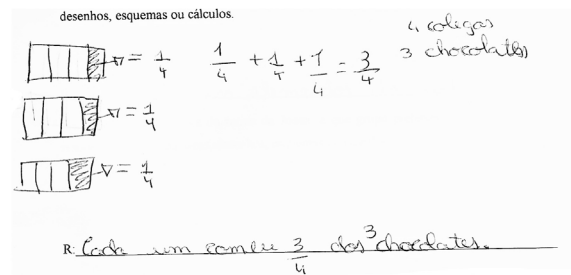 desenhos, esquemas ou cálculos.
4 colegas
3 chocolates
= 1/4
1/4 + 1/4 + 1/4 = 3/4
= 1/4
= 1/4
R: Cada um comeu 3/4 dos 3 chocolates.